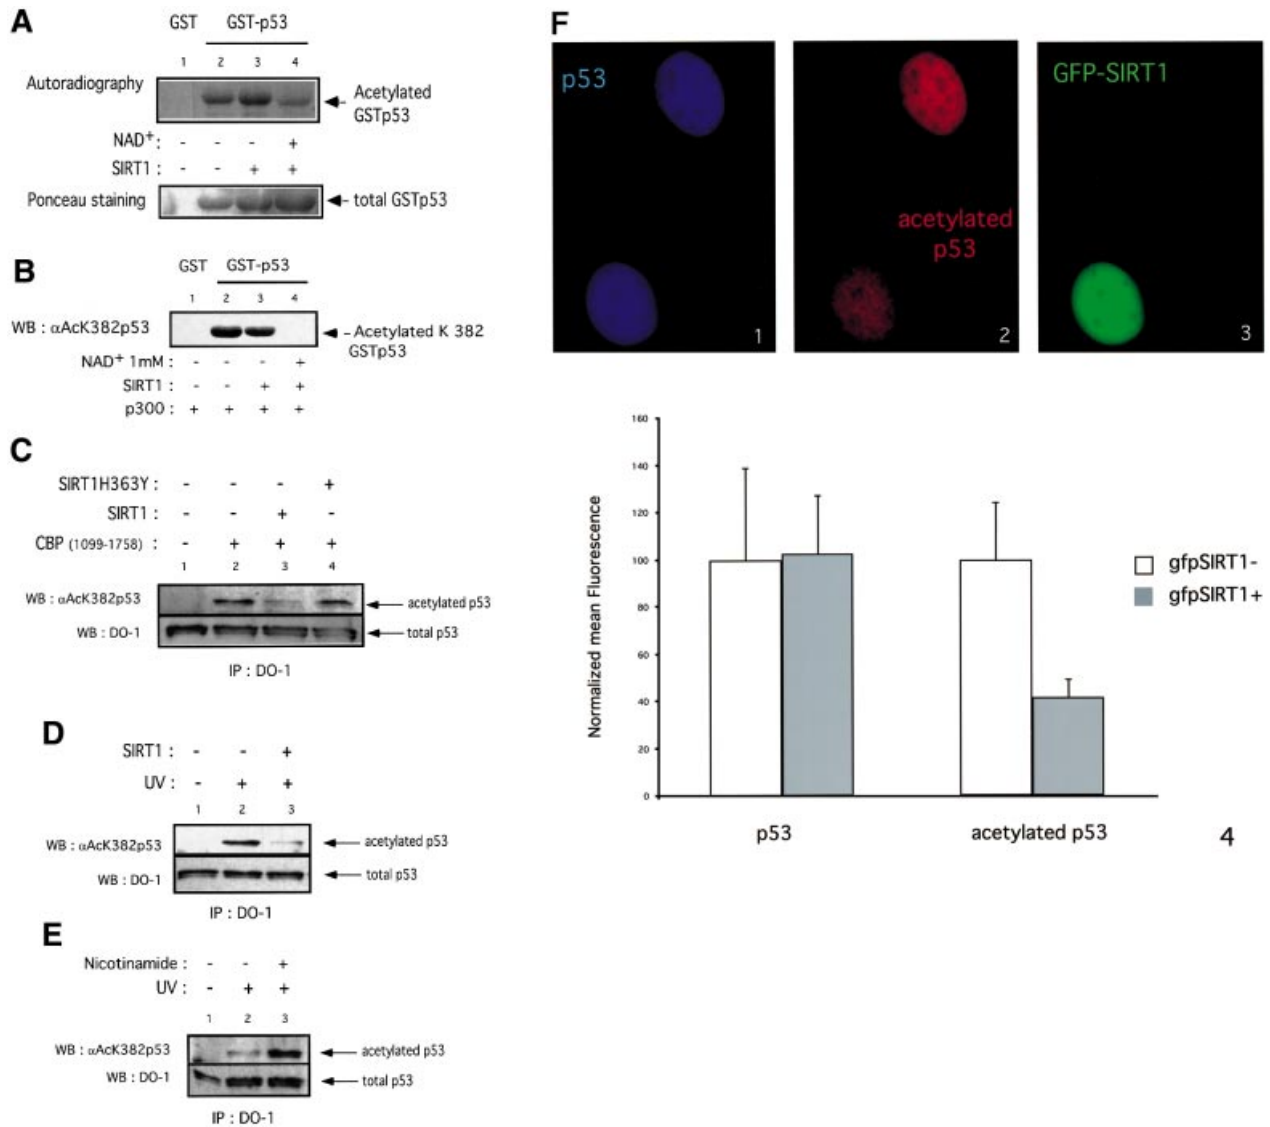 A
GST GST-p53
1 2 3 4
Autoradiography
Acetylated
GSTp53
NAD+: - - - +
SIRT1 : - - + +
Ponceau staining
total GSTp53
B
GST GST-p53
1 2 3 4
WB : αAcK382p53
Acetylated K 382
GSTp53
NAD+ 1mM : - - - +
SIRT1 : - - + +
p300 : + + + +
C
SIRT1H363Y : - - - +
SIRT1 : - - + -
CBP (1099-1758) : - + + +
1 2 3 4
WB : αAcK382p53
acetylated p53
WB : DO-1
total p53
IP : DO-1
D
SIRT1 : - - +
UV : - + +
1 2 3
WB : αAcK382p53
acetylated p53
WB : DO-1
total p53
IP : DO-1
E
Nicotinamide : - - +
UV : - + +
1 2 3
WB : αAcK382p53
acetylated p53
WB : DO-1
total p53
IP : DO-1
F
p53
1
acetylated
p53
2
GFP-SIRT1
3
Normalized mean Fluorescence
160
140
120
100
80
60
40
20
0
p53 acetylated p53
gfpSIRT1-
gfpSIRT1+
4